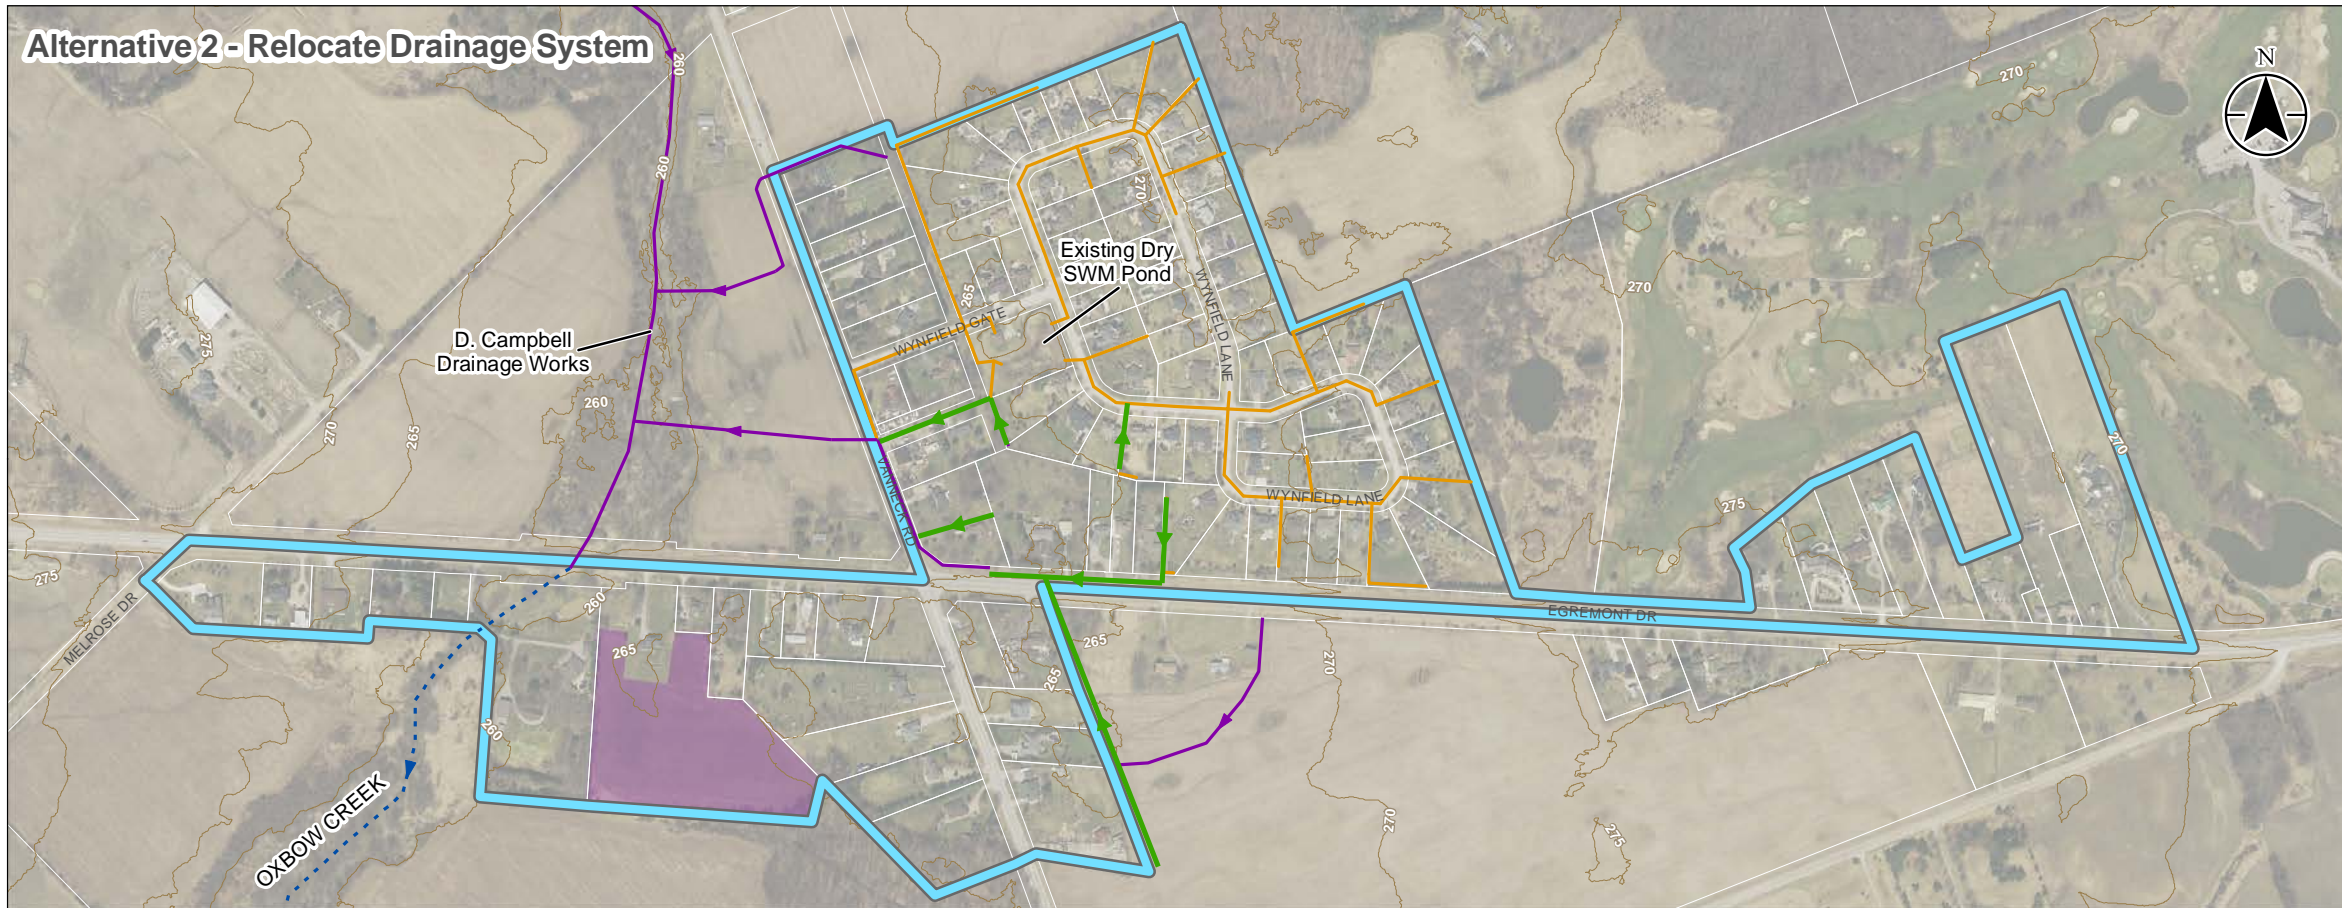 Alternative 2 - Relocate Drainage System
N
260
270
260
270
Existing Dry
SWM Pond
265
WYNFIELD LANE
270
WYNFIELD GATE
D. Campbell
Drainage Works
275
260
270
265
270
VANNECK RD
WYNFIELD LANE
275
275
EGREMONT DR
260
MELROSE DR
265
265
265
270
260
OXBOW CREEK
270
275